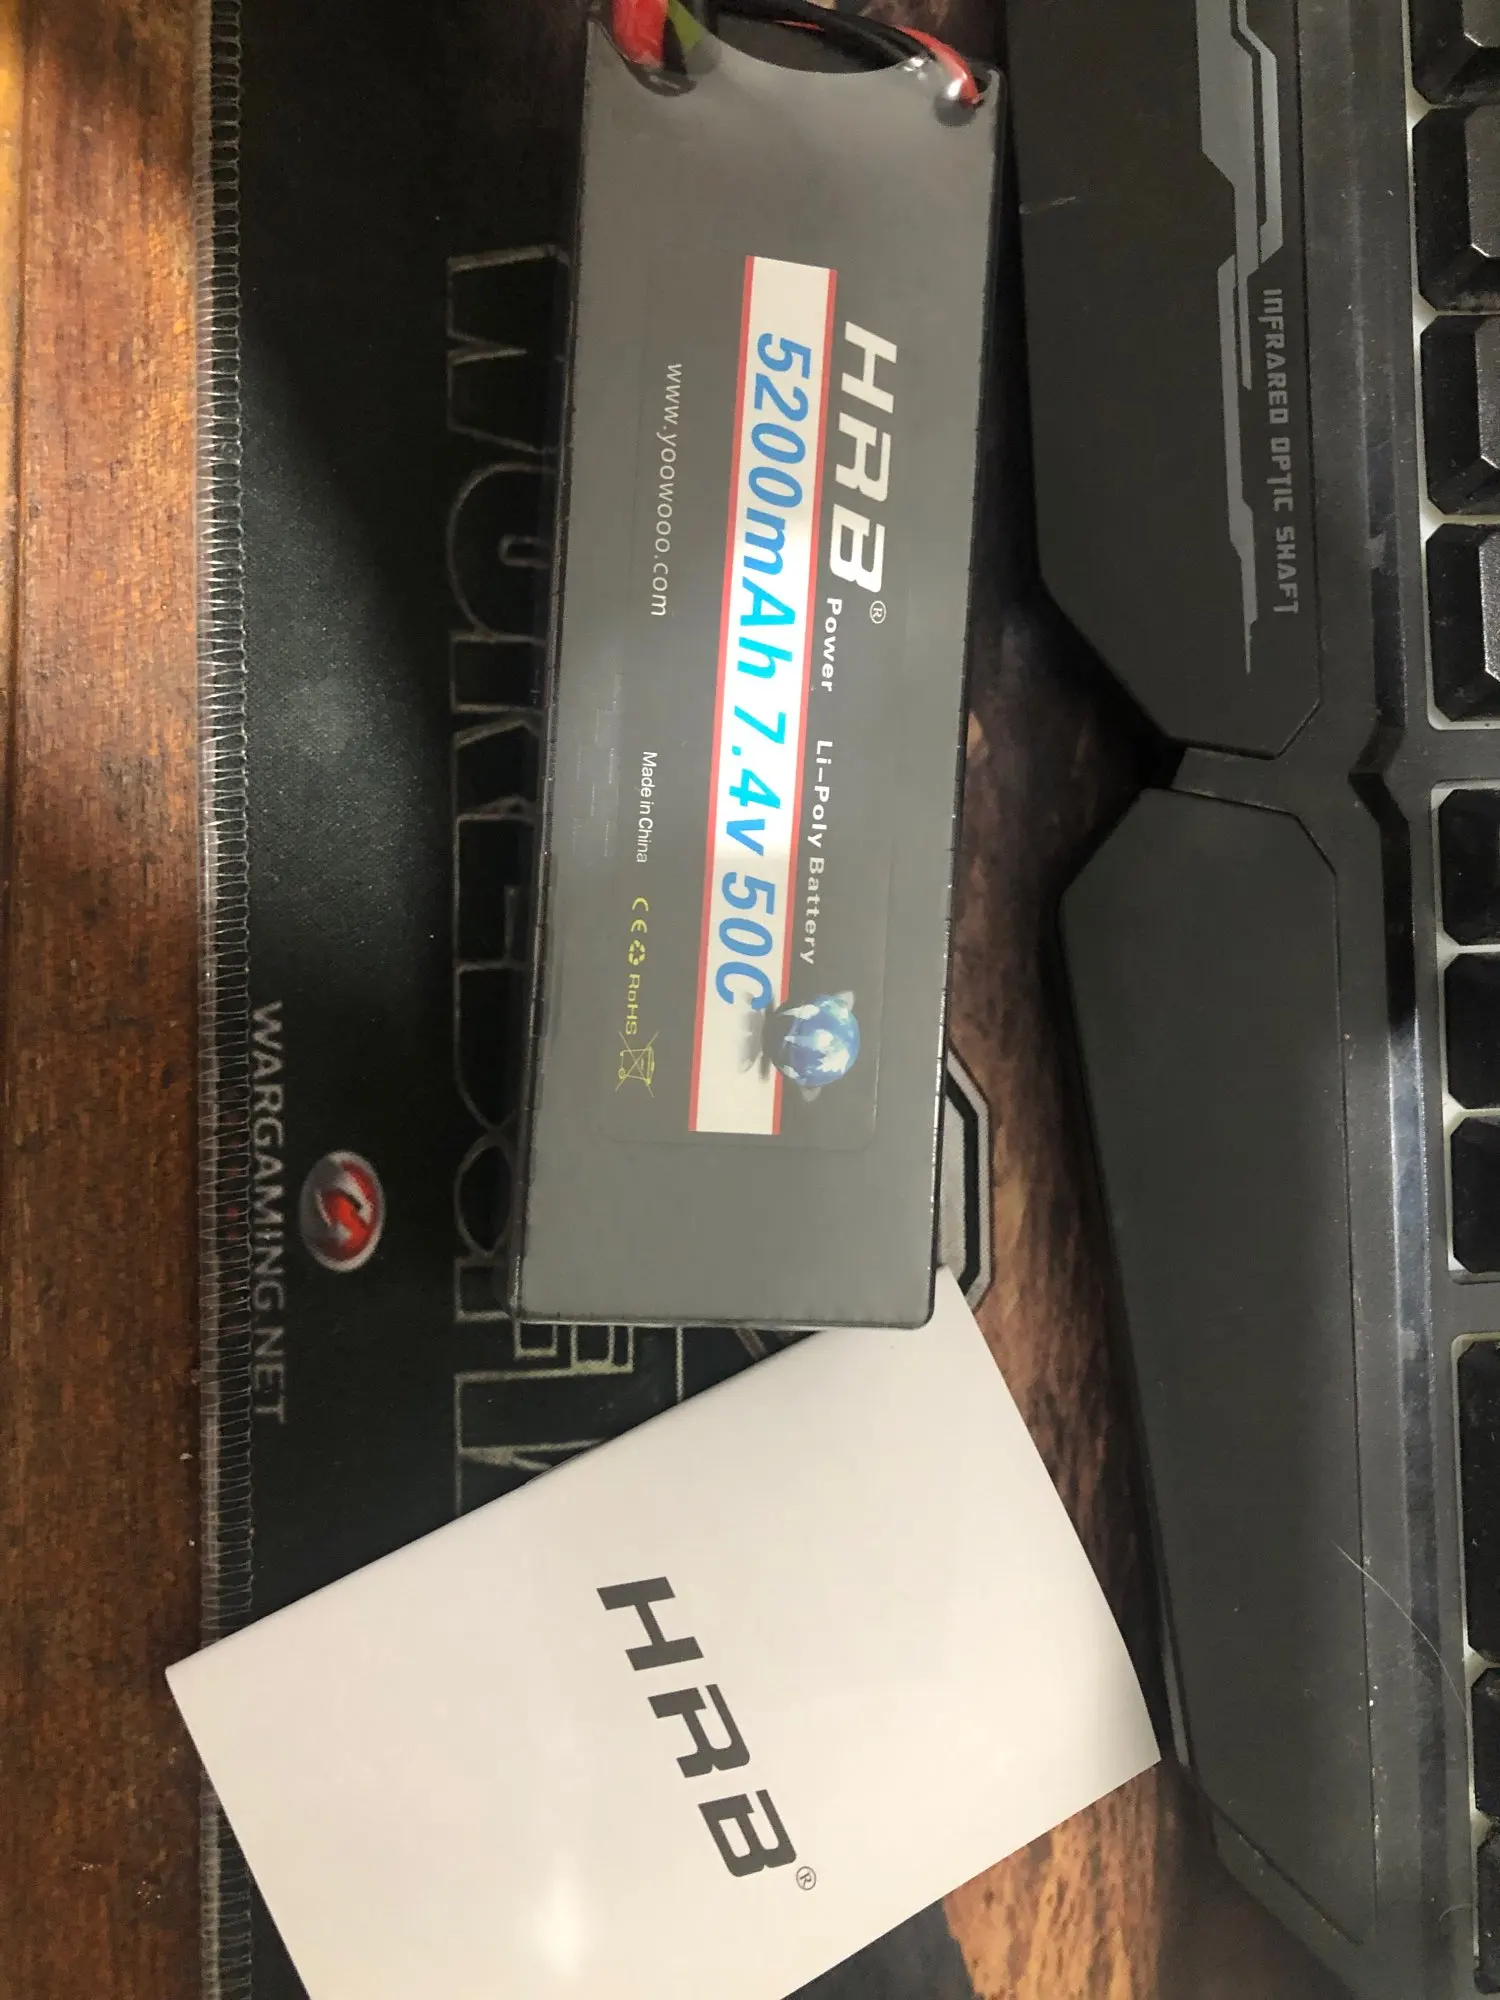 HRB® Power Li-Poly Battery
5200mAh 7.4v 50C
www.yoowooo.com
Made in China CE RoHS
HRB®
INFRARED OPTIC SHAFT
WARGAMING.NET